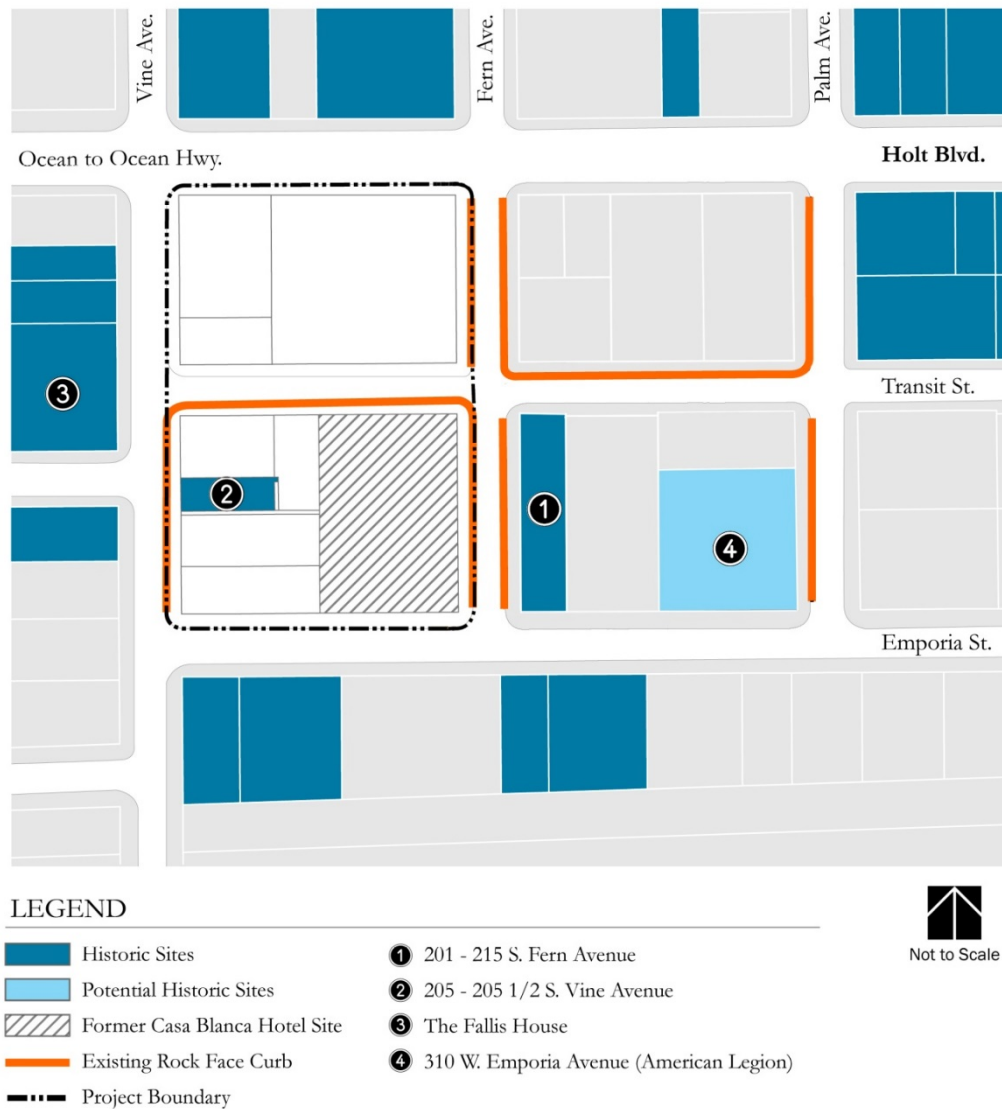 Vine Ave.
Fern Ave.
Palm Ave.
Ocean to Ocean Hwy.
Holt Blvd.
3
Transit St.
2
1
4
Emporia St.
LEGEND
Historic Sites
Potential Historic Sites
Former Casa Blanca Hotel Site
Existing Rock Face Curb
Project Boundary
1 201 - 215 S. Fern Avenue
2 205 - 205 1/2 S. Vine Avenue
3 The Fallis House
4 310 W. Emporia Avenue (American Legion)
Not to Scale